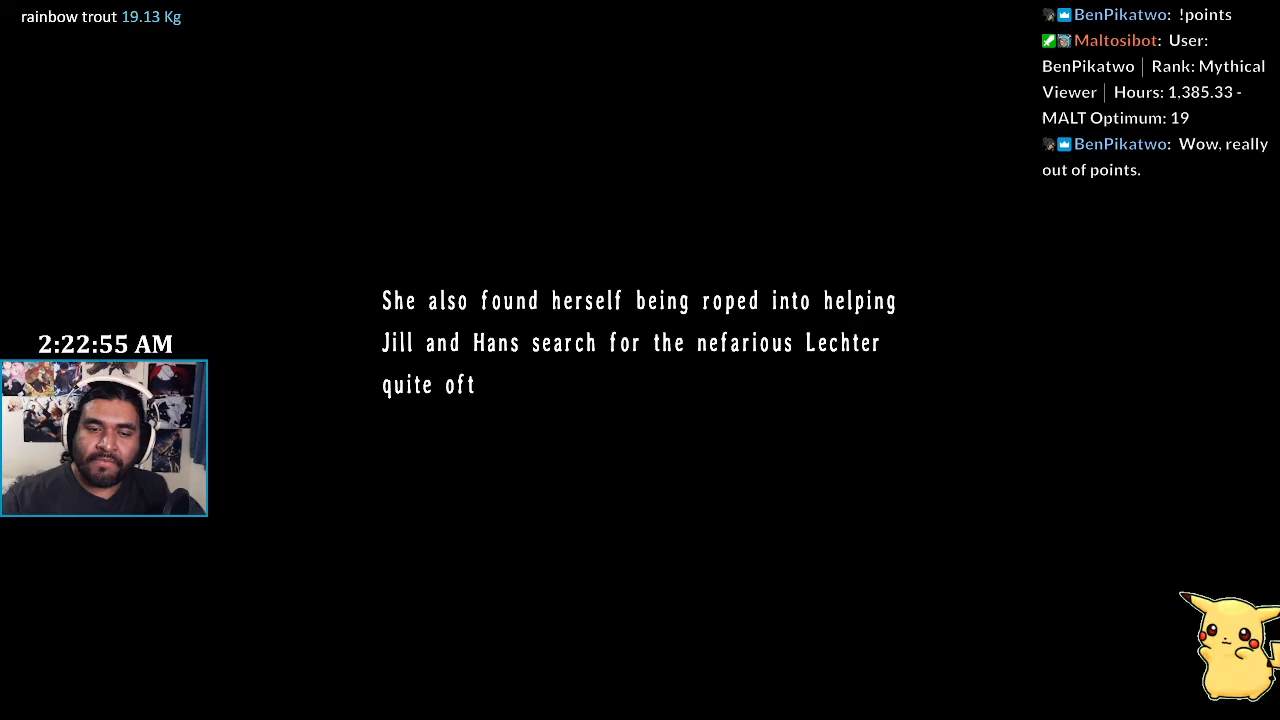 rainbow trout 19.13 Kg
BenPikatwo: !points
Maltosibot: User:
BenPikatwo | Rank: Mythical
Viewer | Hours: 1,385.33 -
MALT Optimum: 19
BenPikatwo: Wow, really
out of points.
She also found herself being roped into helping
Jill and Hans search for the nefarious Lechter
quite oft
2:22:55 AM